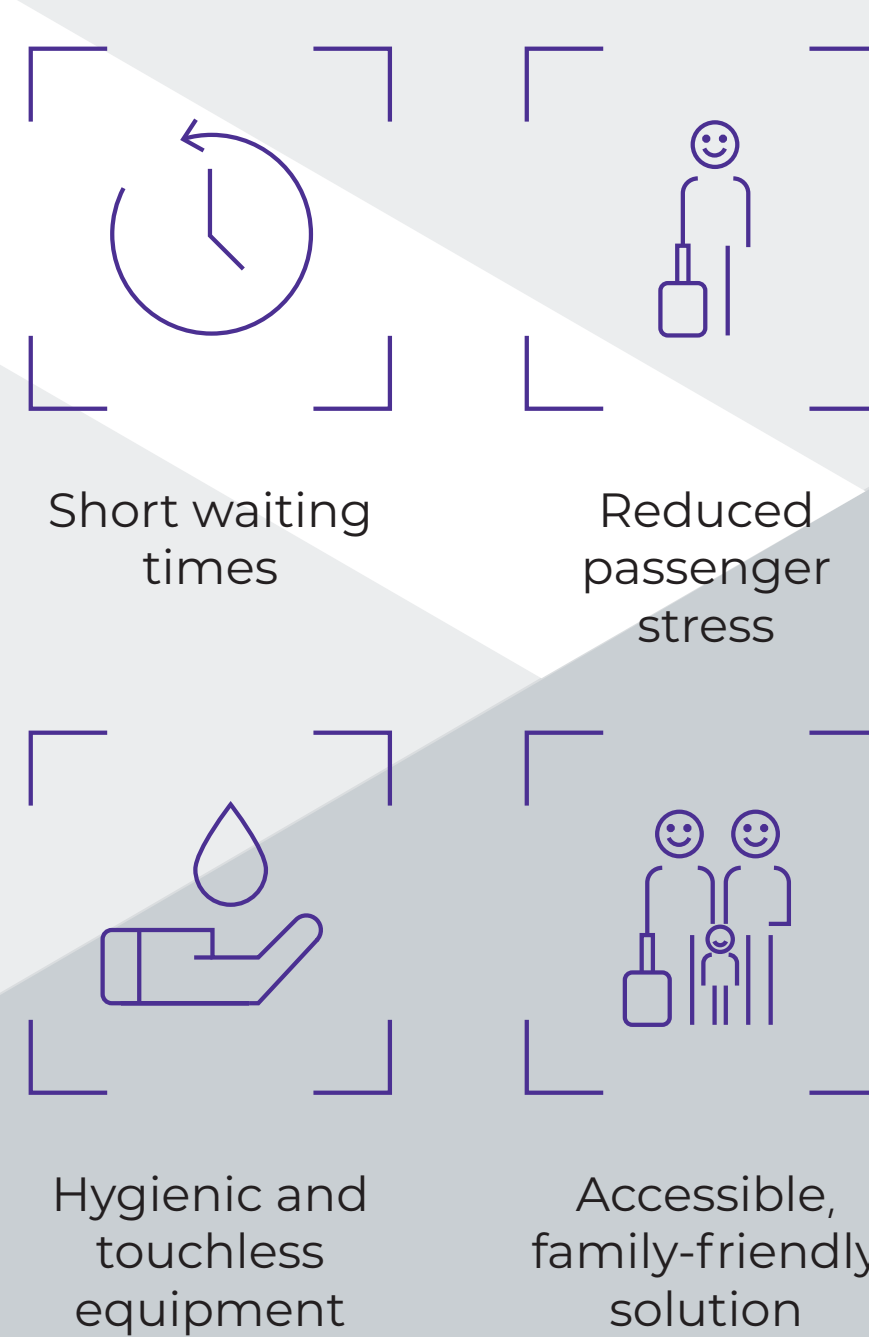 Short waiting
times
Reduced
passenger
stress
Hygienic and
touchless
equipment
Accessible,
family-friendly
solution